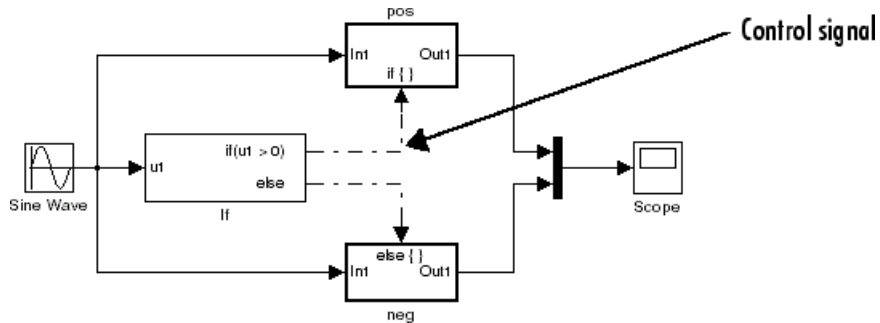 pos
Control signal
In1 Out1
if { }
if(u1 > 0)
u1
else
Sine Wave
If
Scope
else { }
In1 Out1
neg